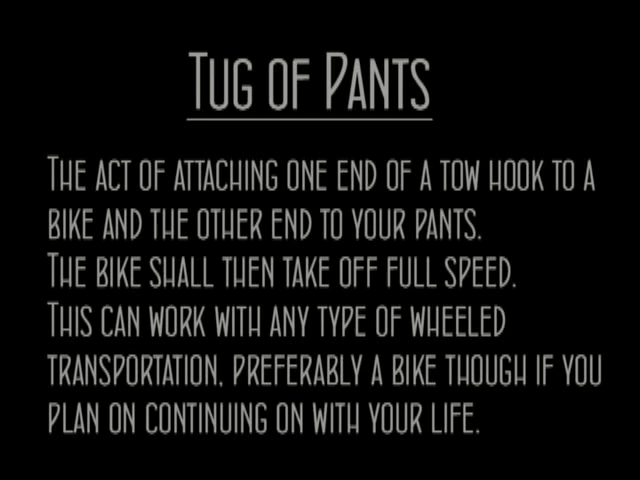 Tug of Pants
The act of attaching one end of a tow hook to a
bike and the other end to your pants.
The bike shall then take off full speed.
This can work with any type of wheeled
transportation, preferably a bike though if you
plan on continuing on with your life.